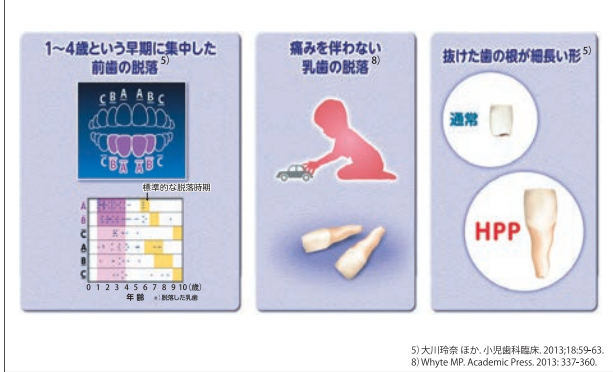 1〜4歳という早期に集中した
前歯の脱落5)
C B A A B C
C B A A B C
標準的な脱落時期
A
B
C
A
B
C
0 1 2 3 4 5 6 7 8 9 10(歳)
年齢 ●:脱落した乳歯
痛みを伴わない
乳歯の脱落8)
抜けた歯の根が細長い形5)
通常
HPP
5) 大川玲奈 ほか. 小児歯科臨床. 2013;18:59-63.
8) Whyte MP. Academic Press. 2013: 337-360.